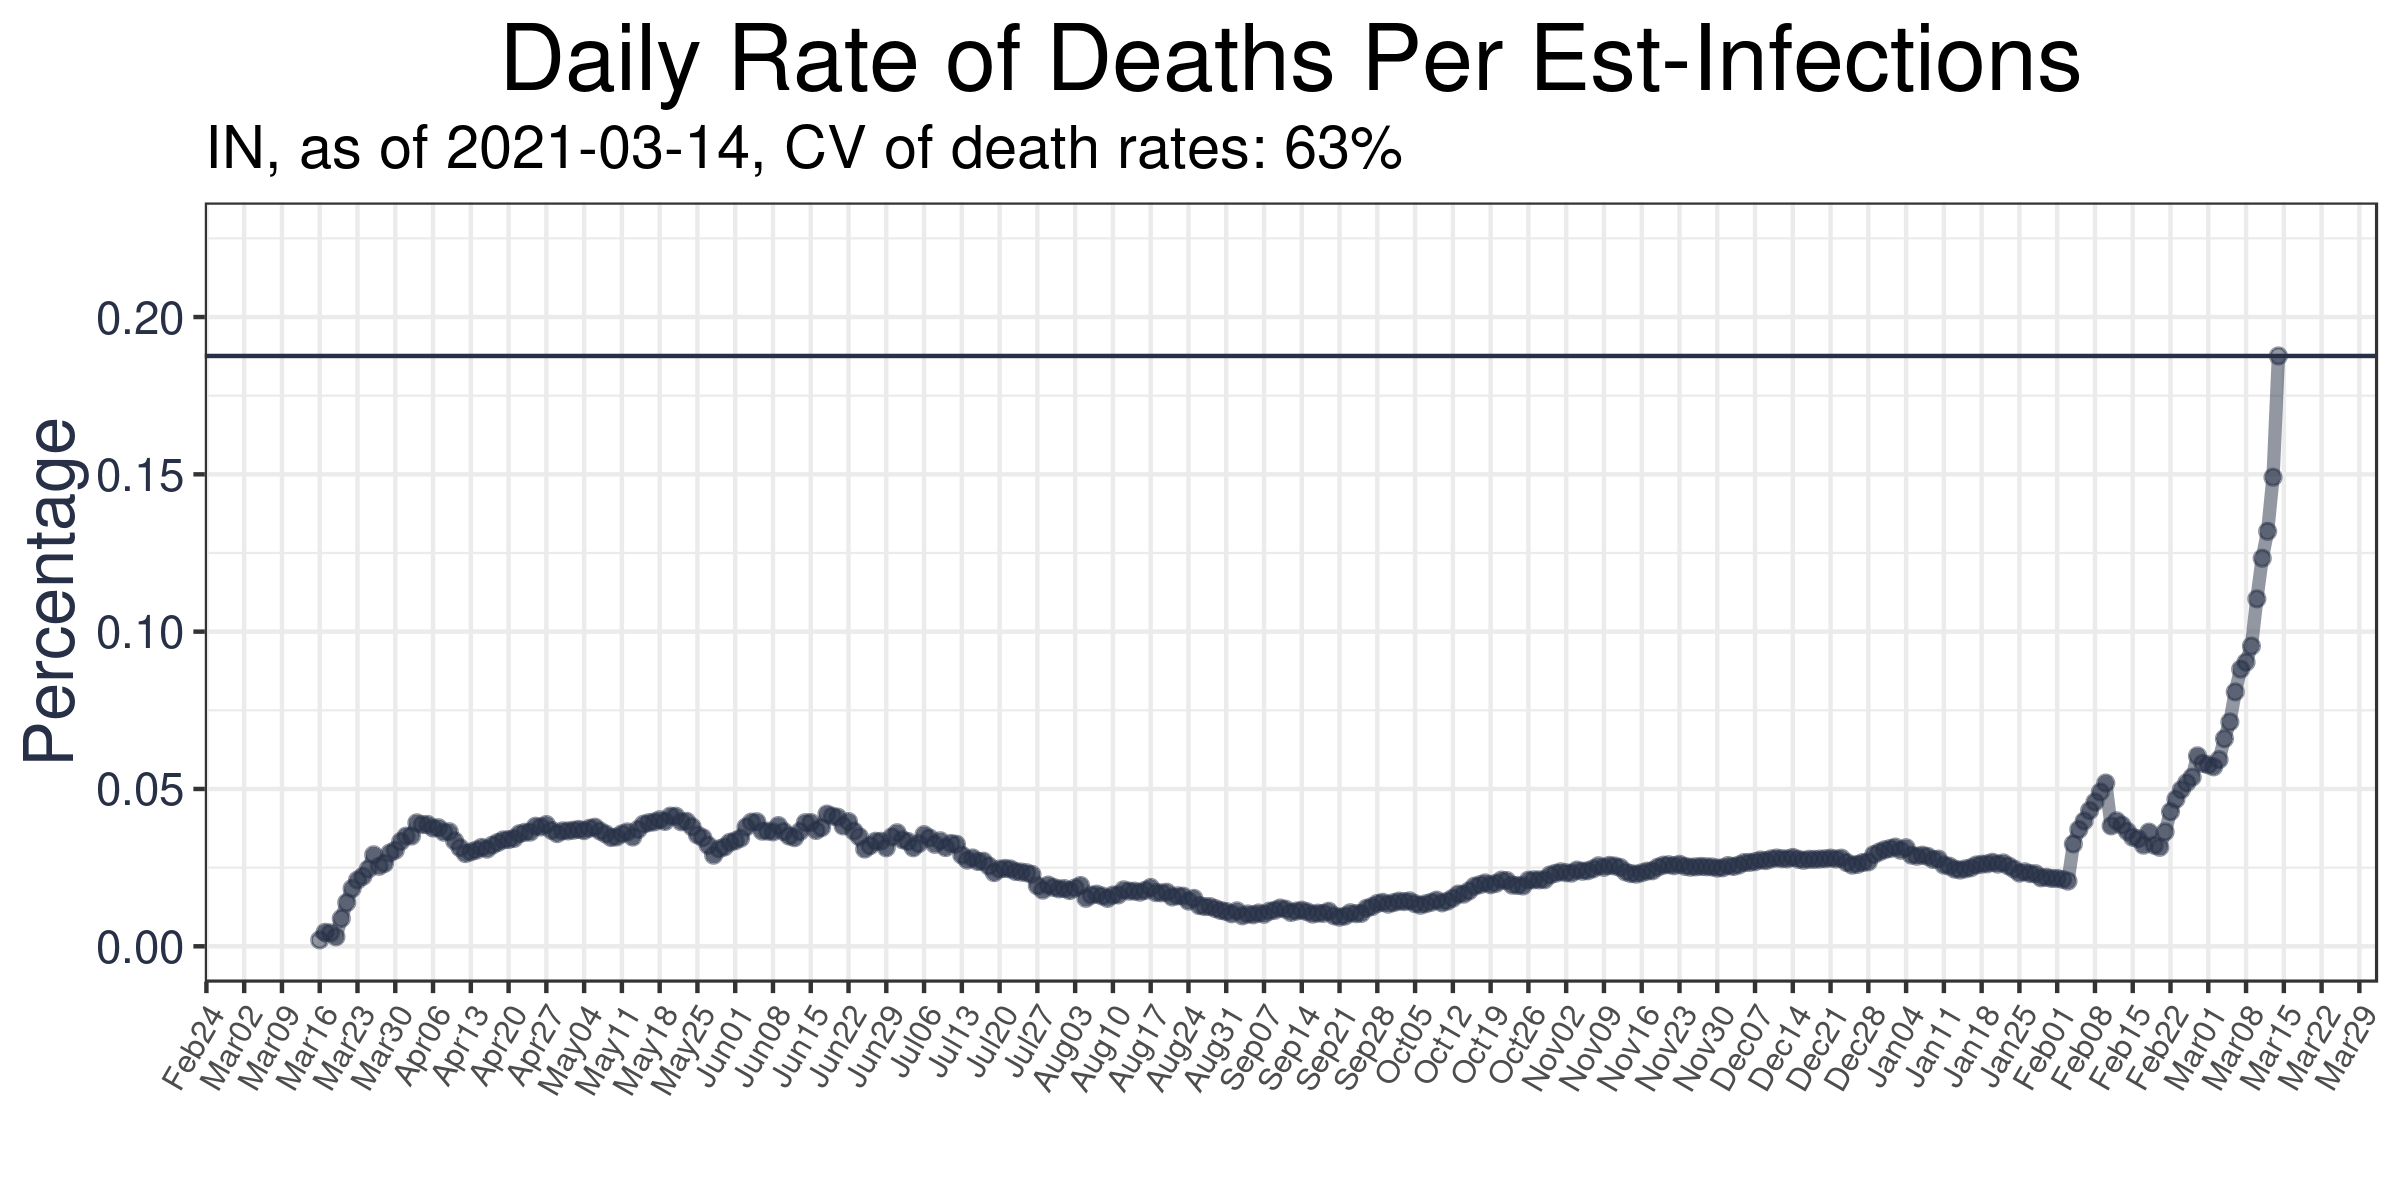 Daily Rate of Deaths Per Est-Infections
IN, as of 2021-03-14, CV of death rates: 63%
Percentage
0.20
0.15
0.10
0.05
0.00
Feb24
Mar02
Mar09
Mar16
Mar23
Mar30
Apr06
Apr13
Apr20
Apr27
May04
May11
May18
May25
Jun01
Jun08
Jun15
Jun22
Jun29
Jul06
Jul13
Jul20
Jul27
Aug03
Aug10
Aug17
Aug24
Aug31
Sep07
Sep14
Sep21
Sep28
Oct05
Oct12
Oct19
Oct26
Nov02
Nov09
Nov16
Nov23
Nov30
Dec07
Dec14
Dec21
Dec28
Jan04
Jan11
Jan18
Jan25
Feb01
Feb08
Feb15
Feb22
Mar01
Mar08
Mar15
Mar22
Mar29